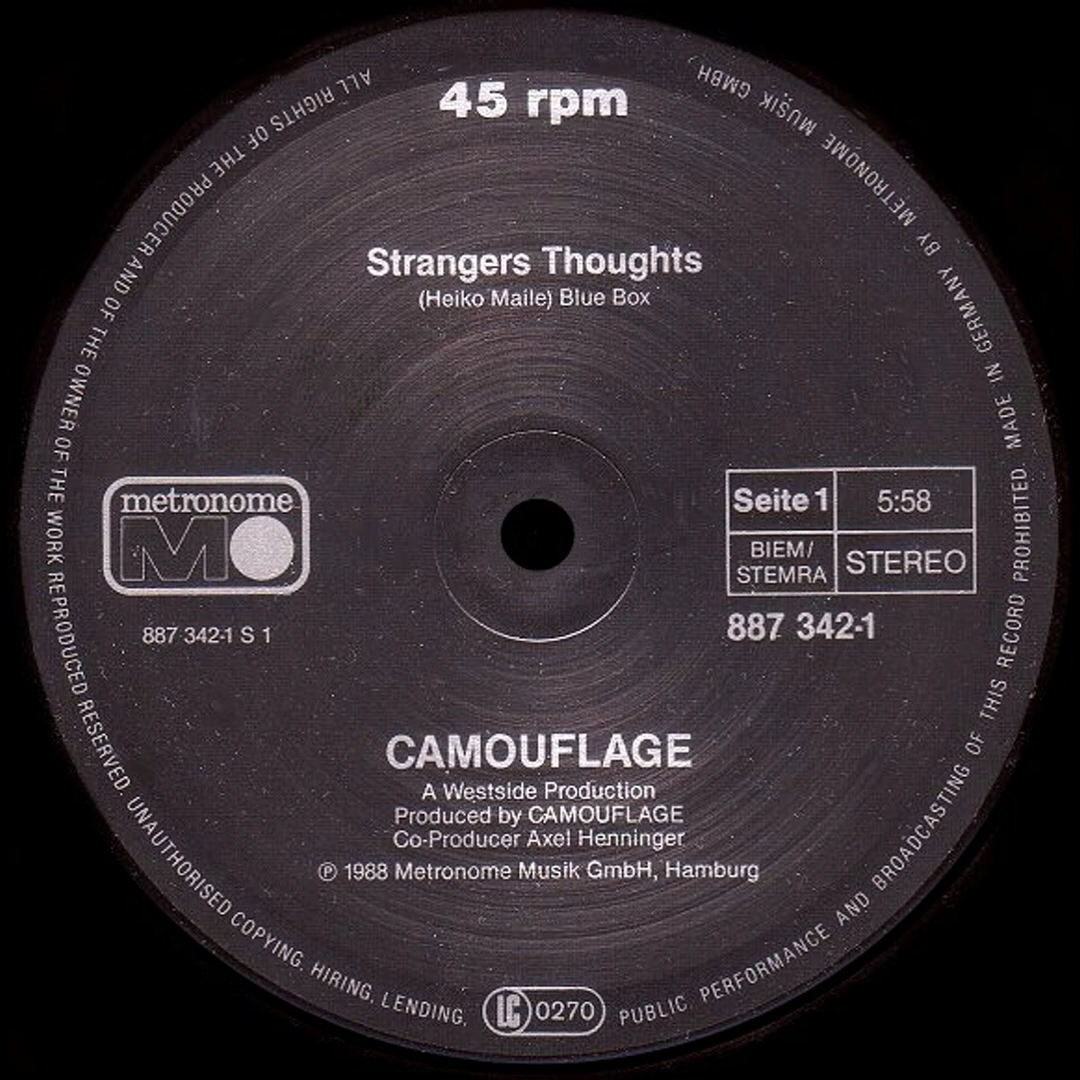 45 rpm
Strangers Thoughts
(Heiko Maile) Blue Box
metronome
MO
887 342-1 S 1
Seite 1
5:58
BIEM/
STEMRA
STEREO
887 342-1
CAMOUFLAGE
A Westside Production
Produced by CAMOUFLAGE
Co-Producer Axel Henninger
℗ 1988 Metronome Musik GmbH, Hamburg
LC 0270
ALL RIGHTS OF THE PRODUCER AND OF THE OWNER OF THE WORK REPRODUCED RESERVED. UNAUTHORISED COPYING, HIRING, LENDING, PUBLIC PERFORMANCE AND BROADCASTING OF THIS RECORD PROHIBITED MADE IN GERMANY BY METRONOME MUSIK GMBH